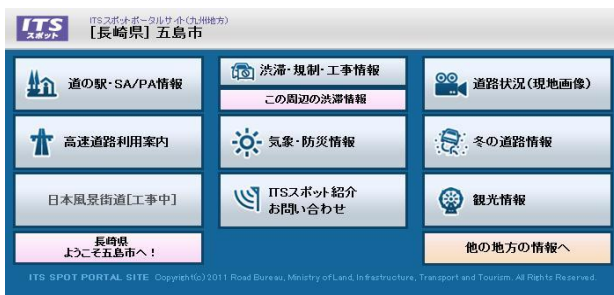 ITS
スポット
ITSスポットポータルサイト(九州地方)
[長崎県] 五島市
道の駅・SA/PA情報
渋滞・規制・工事情報
この周辺の渋滞情報
道路状況(現地画像)
高速道路利用案内
気象・防災情報
冬の道路情報
日本風景街道[工事中]
ITSスポット紹介
お問い合わせ
観光情報
長崎県
ようこそ五島市へ!
他の地方の情報へ
ITS SPOT PORTAL SITE Copyright(c)2011 Road Bureau, Ministry of Land, Infrastructure, Transport and Tourism. All Rights Reserved.